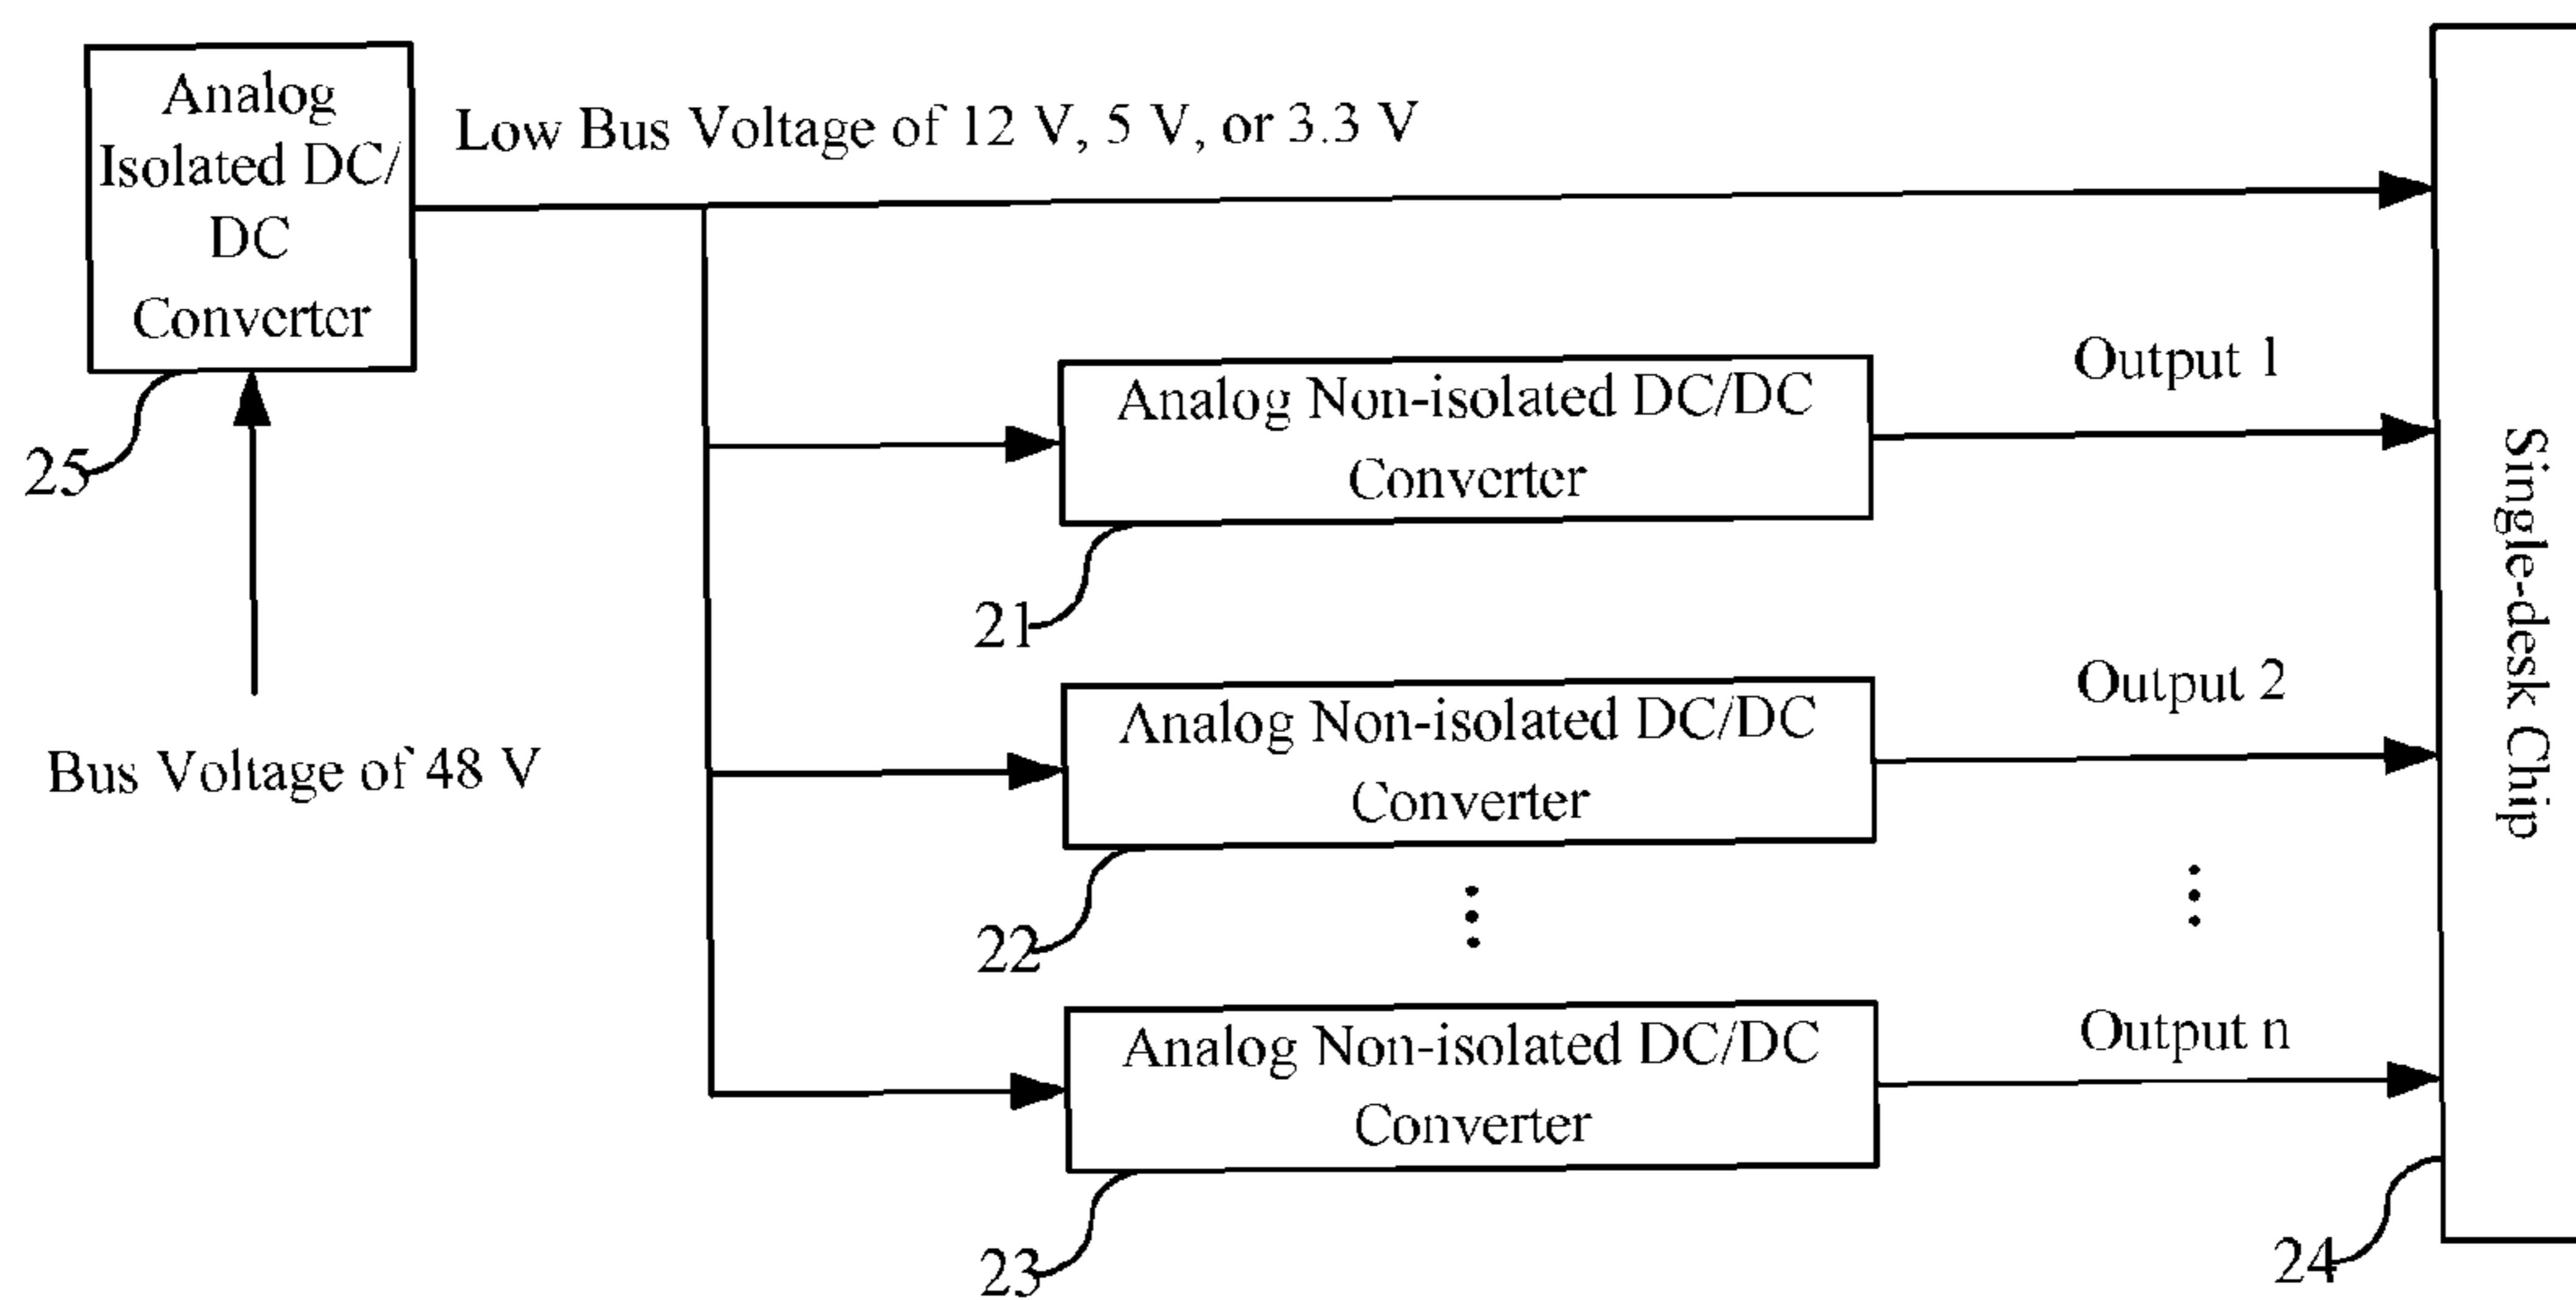 Analog
Isolated DC/
DC
Converter
Low Bus Voltage of 12 V, 5 V, or 3.3 V
25
Bus Voltage of 48 V
Analog Non-isolated DC/DC
Converter
21
Output 1
Analog Non-isolated DC/DC
Converter
22
Output 2
Analog Non-isolated DC/DC
Converter
23
Output n
Single-desk Chip
24